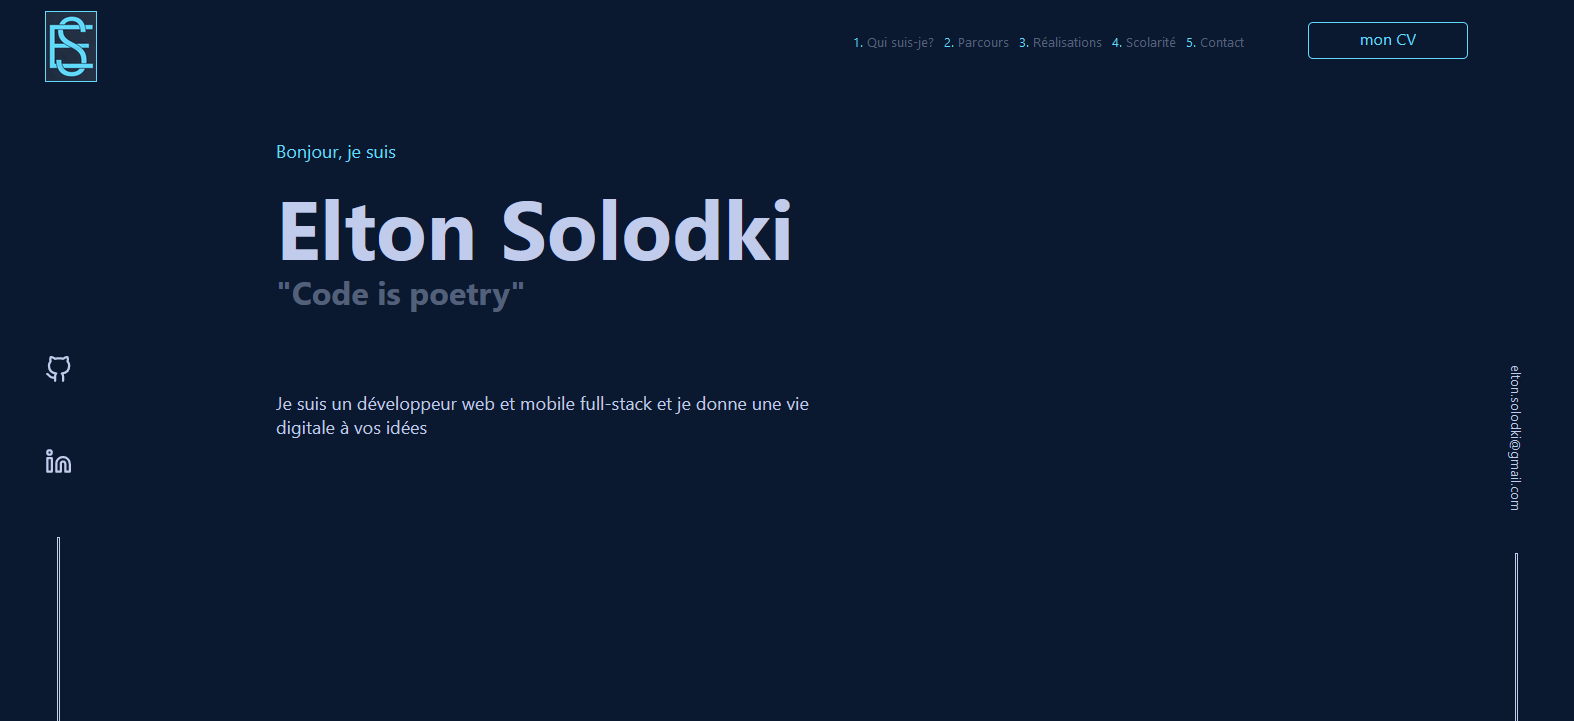 ES
1. Qui suis-je? 2. Parcours 3. Réalisations 4. Scolarité 5. Contact
mon CV
Bonjour, je suis
Elton Solodki
"Code is poetry"
Je suis un développeur web et mobile full-stack et je donne une vie
digitale à vos idées
in
elton.solodki@gmail.com